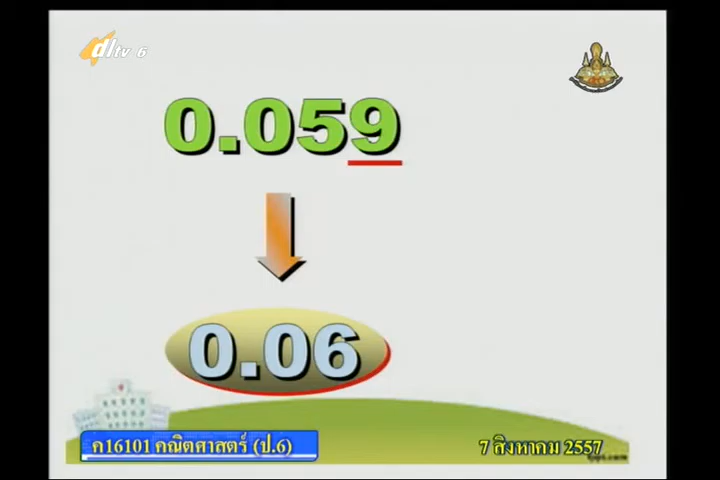 dltv 6
0.059
0.06
ค16101 คณิตศาสตร์ (ป.6)
7 สิงหาคม 2557